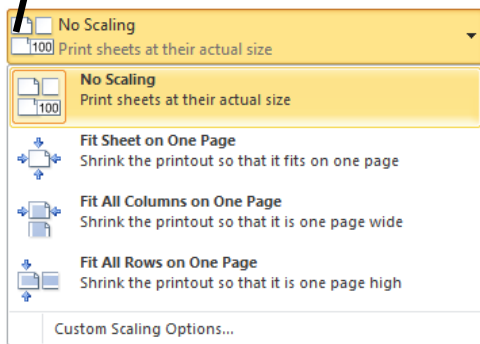 No Scaling
100 Print sheets at their actual size
No Scaling
100 Print sheets at their actual size
Fit Sheet on One Page
Shrink the printout so that it fits on one page
Fit All Columns on One Page
Shrink the printout so that it is one page wide
Fit All Rows on One Page
Shrink the printout so that it is one page high
Custom Scaling Options...